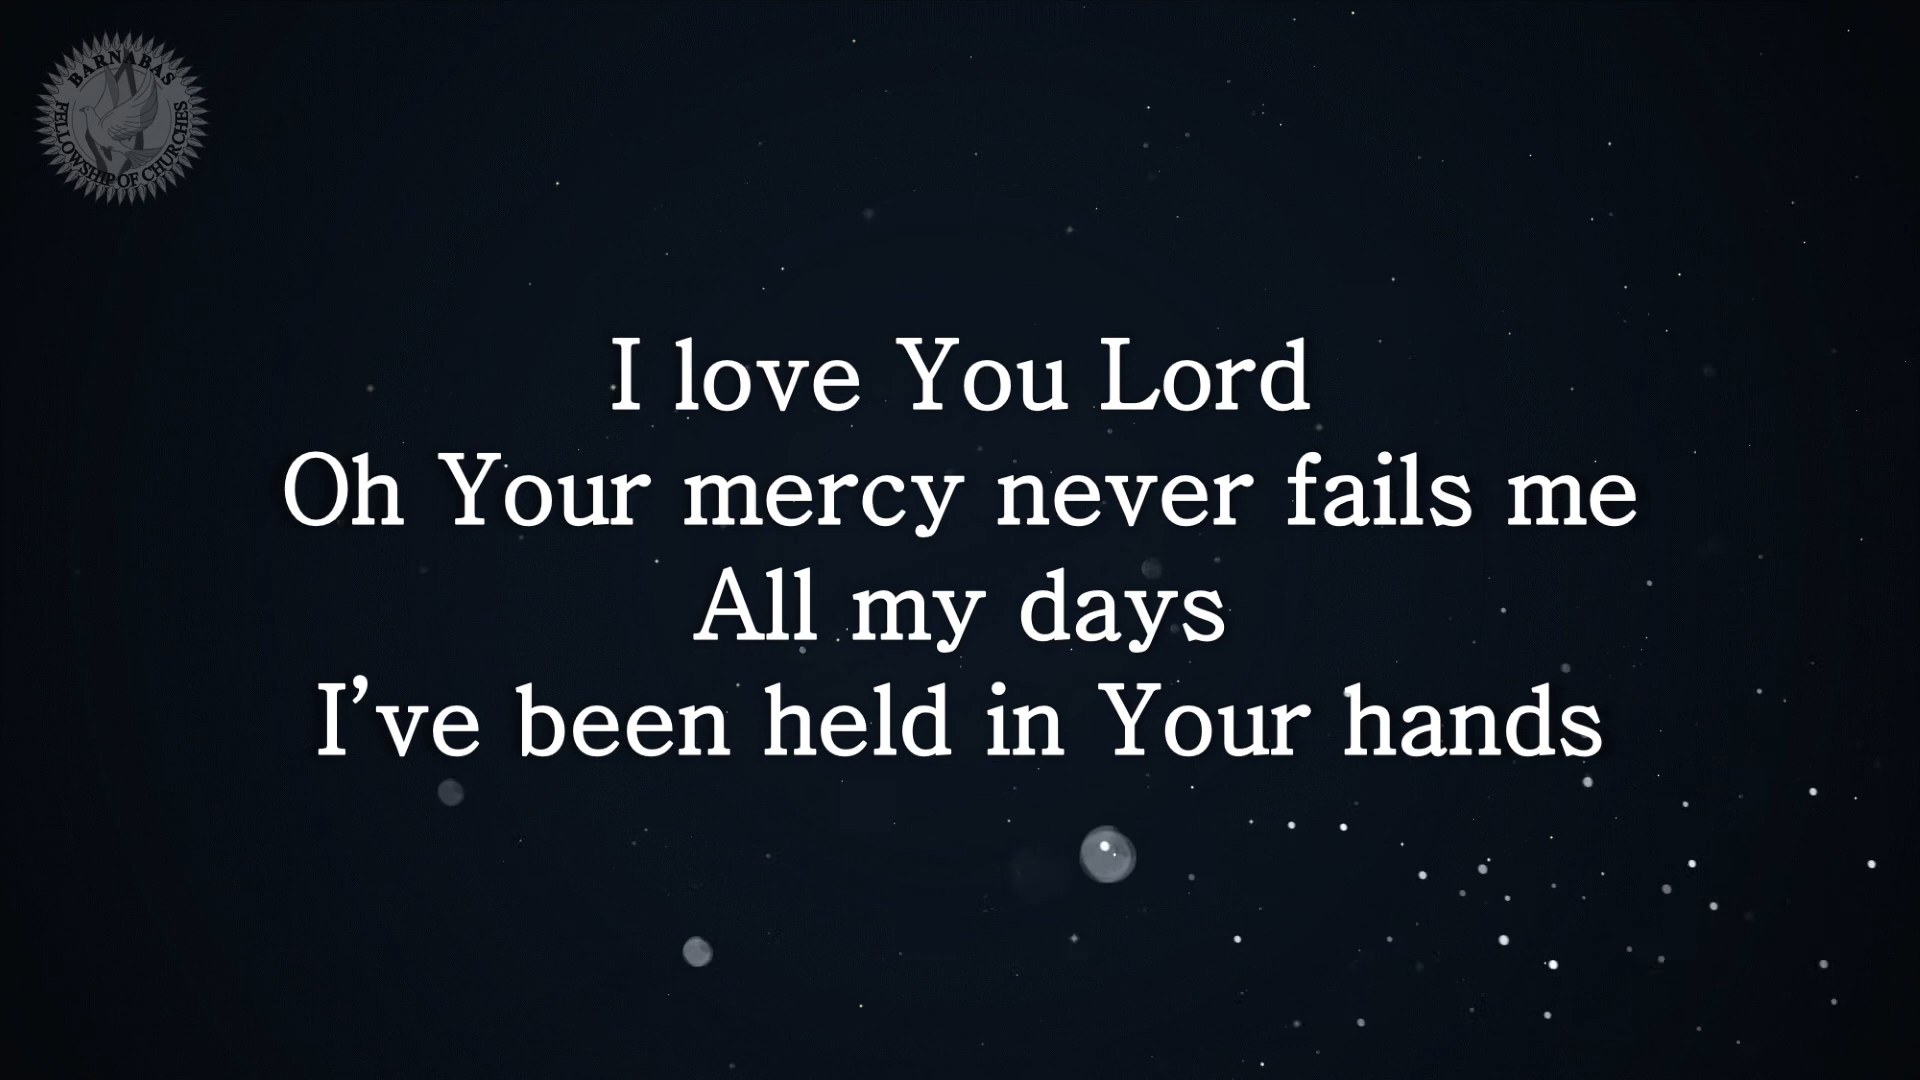 BARNABAS
FELLOWSHIP OF CHURCHES
I love You Lord
Oh Your mercy never fails me
All my days
I’ve been held in Your hands